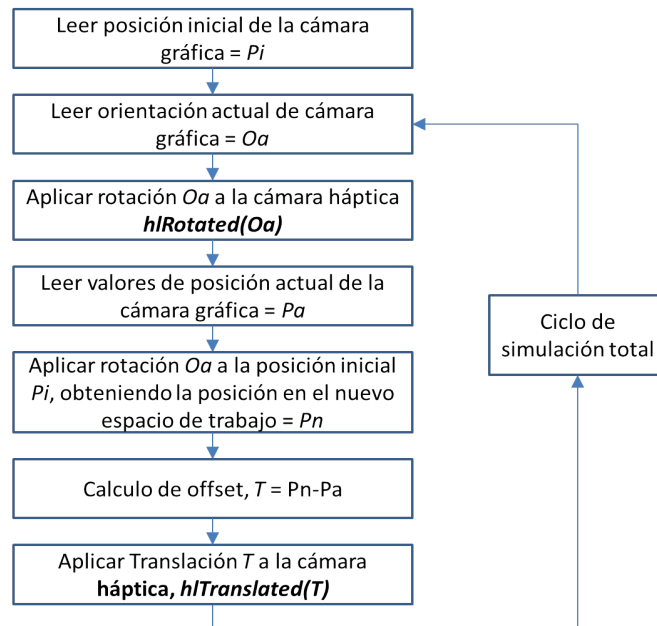 Leer posición inicial de la cámara
gráfica = Pi
Leer orientación actual de cámara
gráfica = Oa
Aplicar rotación Oa a la cámara háptica
hlRotated(Oa)
Leer valores de posición actual de la
cámara gráfica = Pa
Aplicar rotación Oa a la posición inicial
Pi, obteniendo la posición en el nuevo
espacio de trabajo = Pn
Calculo de offset, T = Pn-Pa
Aplicar Translación T a la cámara
háptica, hlTranslated(T)
Ciclo de
simulación total